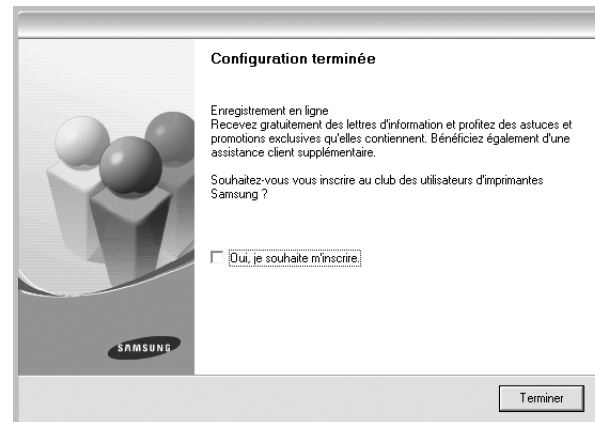 Configuration terminée
Enregistrement en ligne
Recevez gratuitement des lettres d'information et profitez des astuces et
promotions exclusives qu'elles contiennent. Bénéficiez également d'une
assistance client supplémentaire.
Souhaitez-vous vous inscrire au club des utilisateurs d'imprimantes
Samsung ?
Oui, je souhaite m'inscrire.
SAMSUNG
Terminer